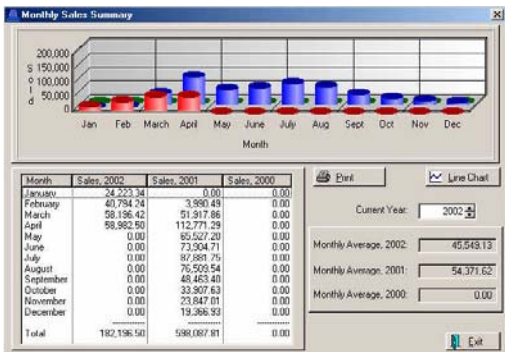 Monthly Sales Summary
200,000
150,000
100,000
50,000
0
Sold
Jan Feb March April May June July Aug Sept Oct Nov Dec
Month
Month Sales, 2002 Sales, 2001 Sales, 2000
January 24,223.34 0.00 0.00
February 40,794.24 3,990.49 0.00
March 58,196.42 51,917.86 0.00
April 58,982.50 112,771.29 0.00
May 0.00 65,527.20 0.00
June 0.00 73,904.71 0.00
July 0.00 87,881.75 0.00
August 0.00 76,509.54 0.00
September 0.00 48,463.40 0.00
October 0.00 33,907.63 0.00
November 0.00 23,847.01 0.00
December 0.00 19,366.93 0.00
Total 182,196.50 598,087.81 0.00
Print Line Chart
Current Year: 2002
Monthly Average, 2002: 45,549.13
Monthly Average, 2001: 54,371.62
Monthly Average, 2000: 0.00
Exit